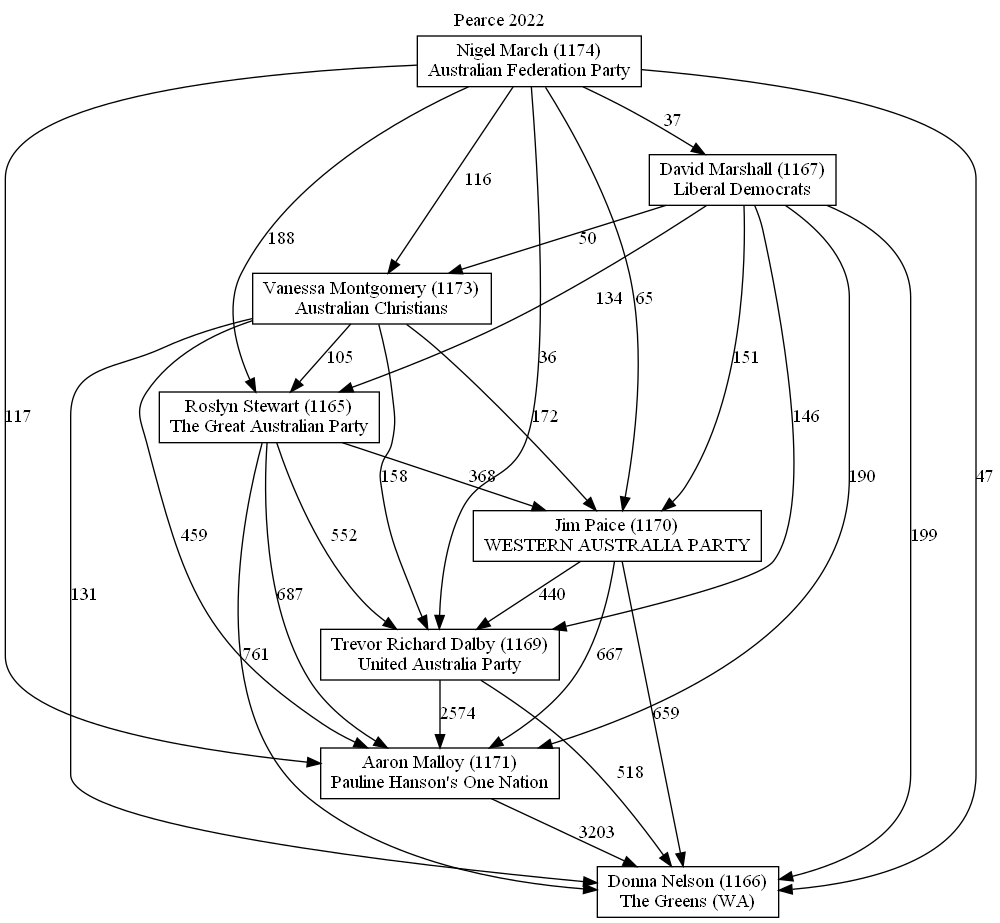 Pearce 2022
Nigel March (1174)
Australian Federation Party
37
David Marshall (1167)
Liberal Democrats
116
188
50
Vanessa Montgomery (1173)
Australian Christians
134
65
105
36
151
Roslyn Stewart (1165)
The Great Australian Party
117
172
146
158
368
190
47
Jim Paice (1170)
WESTERN AUSTRALIA PARTY
459
552
199
131
687
440
Trevor Richard Dalby (1169)
United Australia Party
761
667
2574
659
Aaron Malloy (1171)
Pauline Hanson's One Nation
518
3203
Donna Nelson (1166)
The Greens (WA)